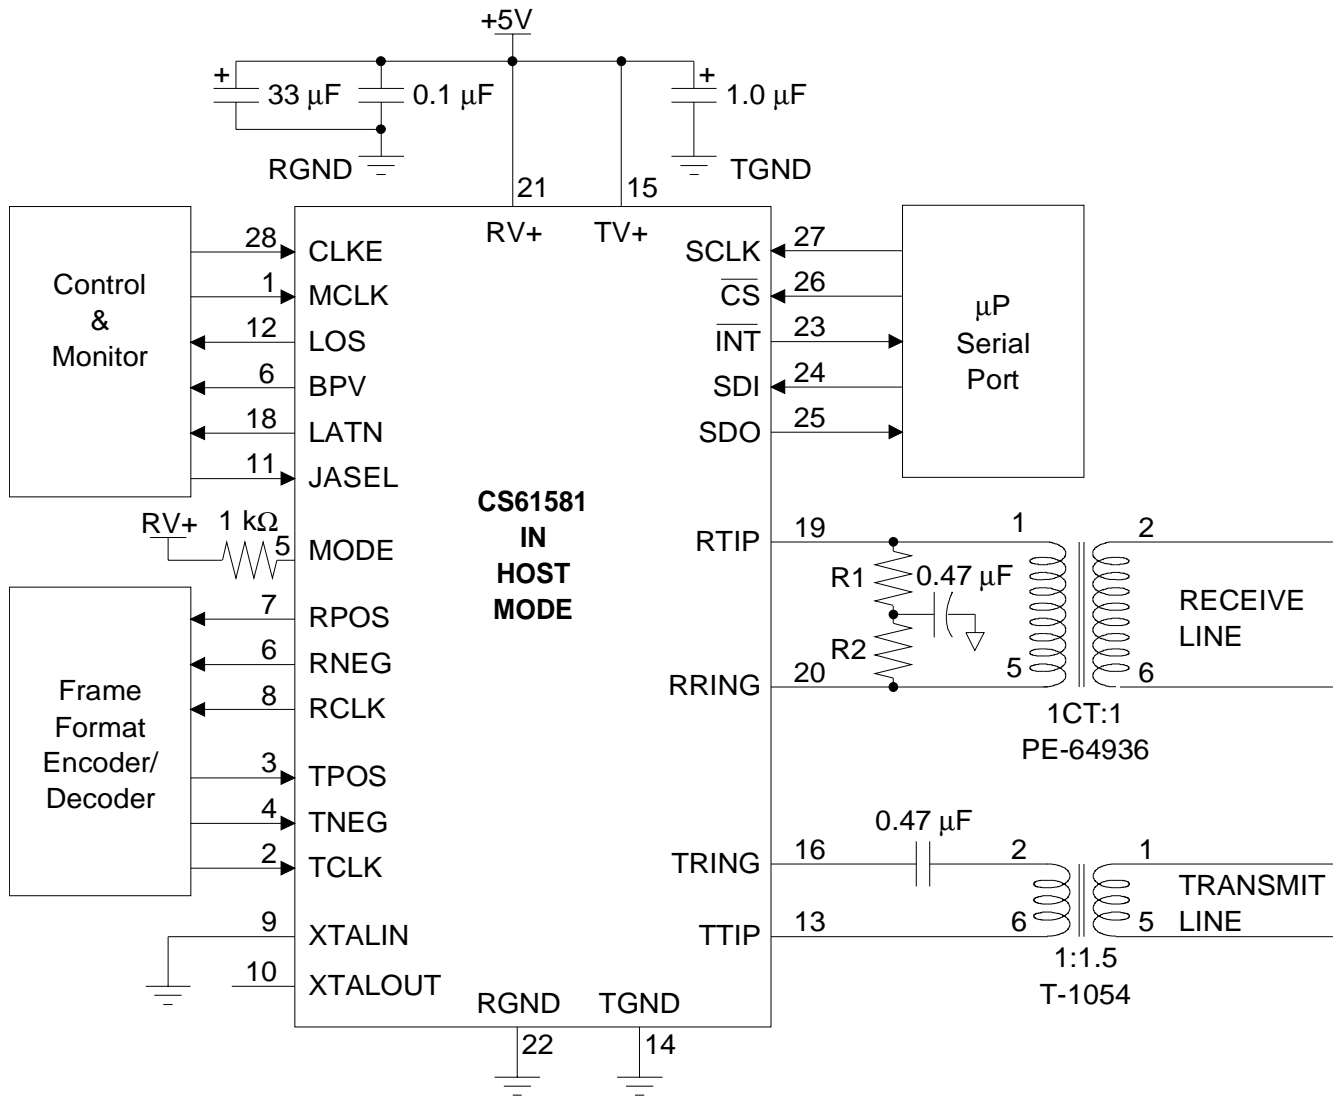 +5V
+
33 µF
0.1 µF
+
1.0 µF
RGND
TGND
21
15
RV+
TV+
Control
&
Monitor
28
CLKE
1
MCLK
12
LOS
6
BPV
18
LATN
11
JASEL
RV+
1 kΩ
5
MODE
Frame
Format
Encoder/
Decoder
7
RPOS
6
RNEG
8
RCLK
3
TPOS
4
TNEG
2
TCLK
9
XTALIN
10
XTALOUT
CS61581
IN
HOST
MODE
RGND
TGND
22
14
SCLK
27
CS
26
INT
23
SDI
24
SDO
25
µP
Serial
Port
RTIP
19
R1
0.47 µF
R2
RRING
20
1
2
5
6
RECEIVE
LINE
1CT:1
PE-64936
TRING
16
0.47 µF
2
1
TTIP
13
6
5
TRANSMIT
LINE
1:1.5
T-1054